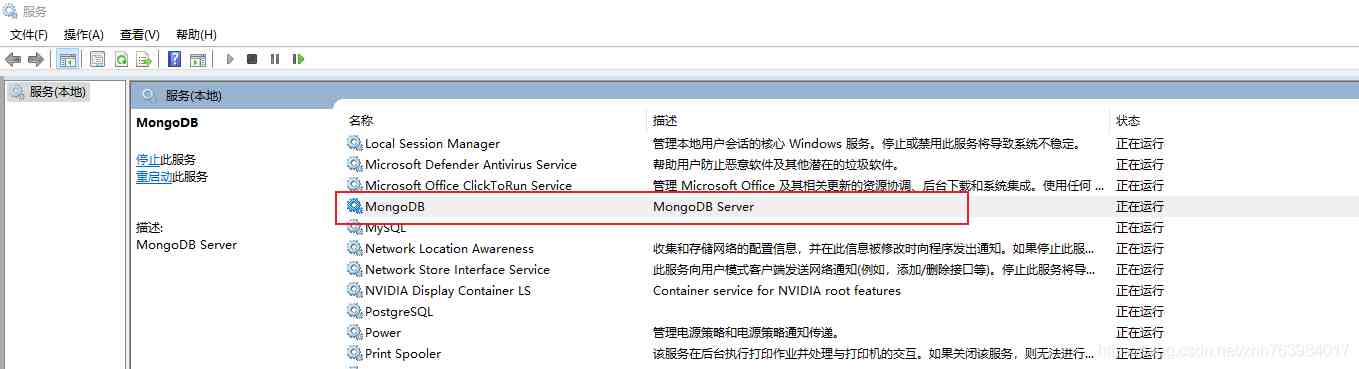 服务
文件(F) 操作(A) 查看(V) 帮助(H)
服务(本地)
服务(本地)
MongoDB
停止此服务
重启动此服务
描述:
MongoDB Server
名称 描述 状态
Local Session Manager 管理本地用户会话的核心 Windows 服务。停止或禁用此服务将导致系统不稳定。 正在运行
Microsoft Defender Antivirus Service 帮助用户防止恶意软件及其他潜在的垃圾软件。 正在运行
Microsoft Office ClickToRun Service 管理 Microsoft Office 及其相关更新的资源协调、后台下载和系统集成。使用任何 ... 正在运行
MongoDB MongoDB Server 正在运行
MySQL 正在运行
Network Location Awareness 收集和存储网络的配置信息，并在此信息被修改时向程序发出通知。如果停止此服... 正在运行
Network Store Interface Service 此服务向用户模式客户端发送网络通知(例如，添加/删除接口等)。停止此服务将导... 正在运行
NVIDIA Display Container LS Container service for NVIDIA root features 正在运行
PostgreSQL 正在运行
Power 管理电源策略和电源策略通知传递。 正在运行
Print Spooler 该服务在后台执行打印作业并处理与打印机的交互。如果关闭该服务，则无法进行... 正在运行